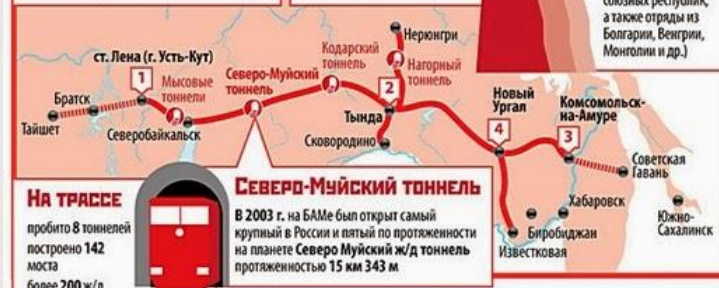 союзных республик,
а также отряды из
Болгарии, Венгрии,
Монголии и др.)
Нерюнгри
Кодарский
тоннель
ст. Лена (г. Усть-Кут)
Северо-Муйский
тоннель
Нагорный
тоннель
1
Мысовые
тоннели
2
Братск
Тайшет
Северобайкальск
Тында
Сковородино
Новый
Ургал
Комсомольск-
на-Амуре
4
3
Советская
Гавань
Хабаровск
Биробиджан
Известковая
Южно-
Сахалинск
На трассе
пробито 8 тоннелей
построено 142
моста
более 200 ж/д
Северо-Муйский тоннель
В 2003 г. на БАМе был открыт самый
крупный в России и пятый по протяженности
на планете Северо Муйский ж/д тоннель
протяженностью 15 км 343 м